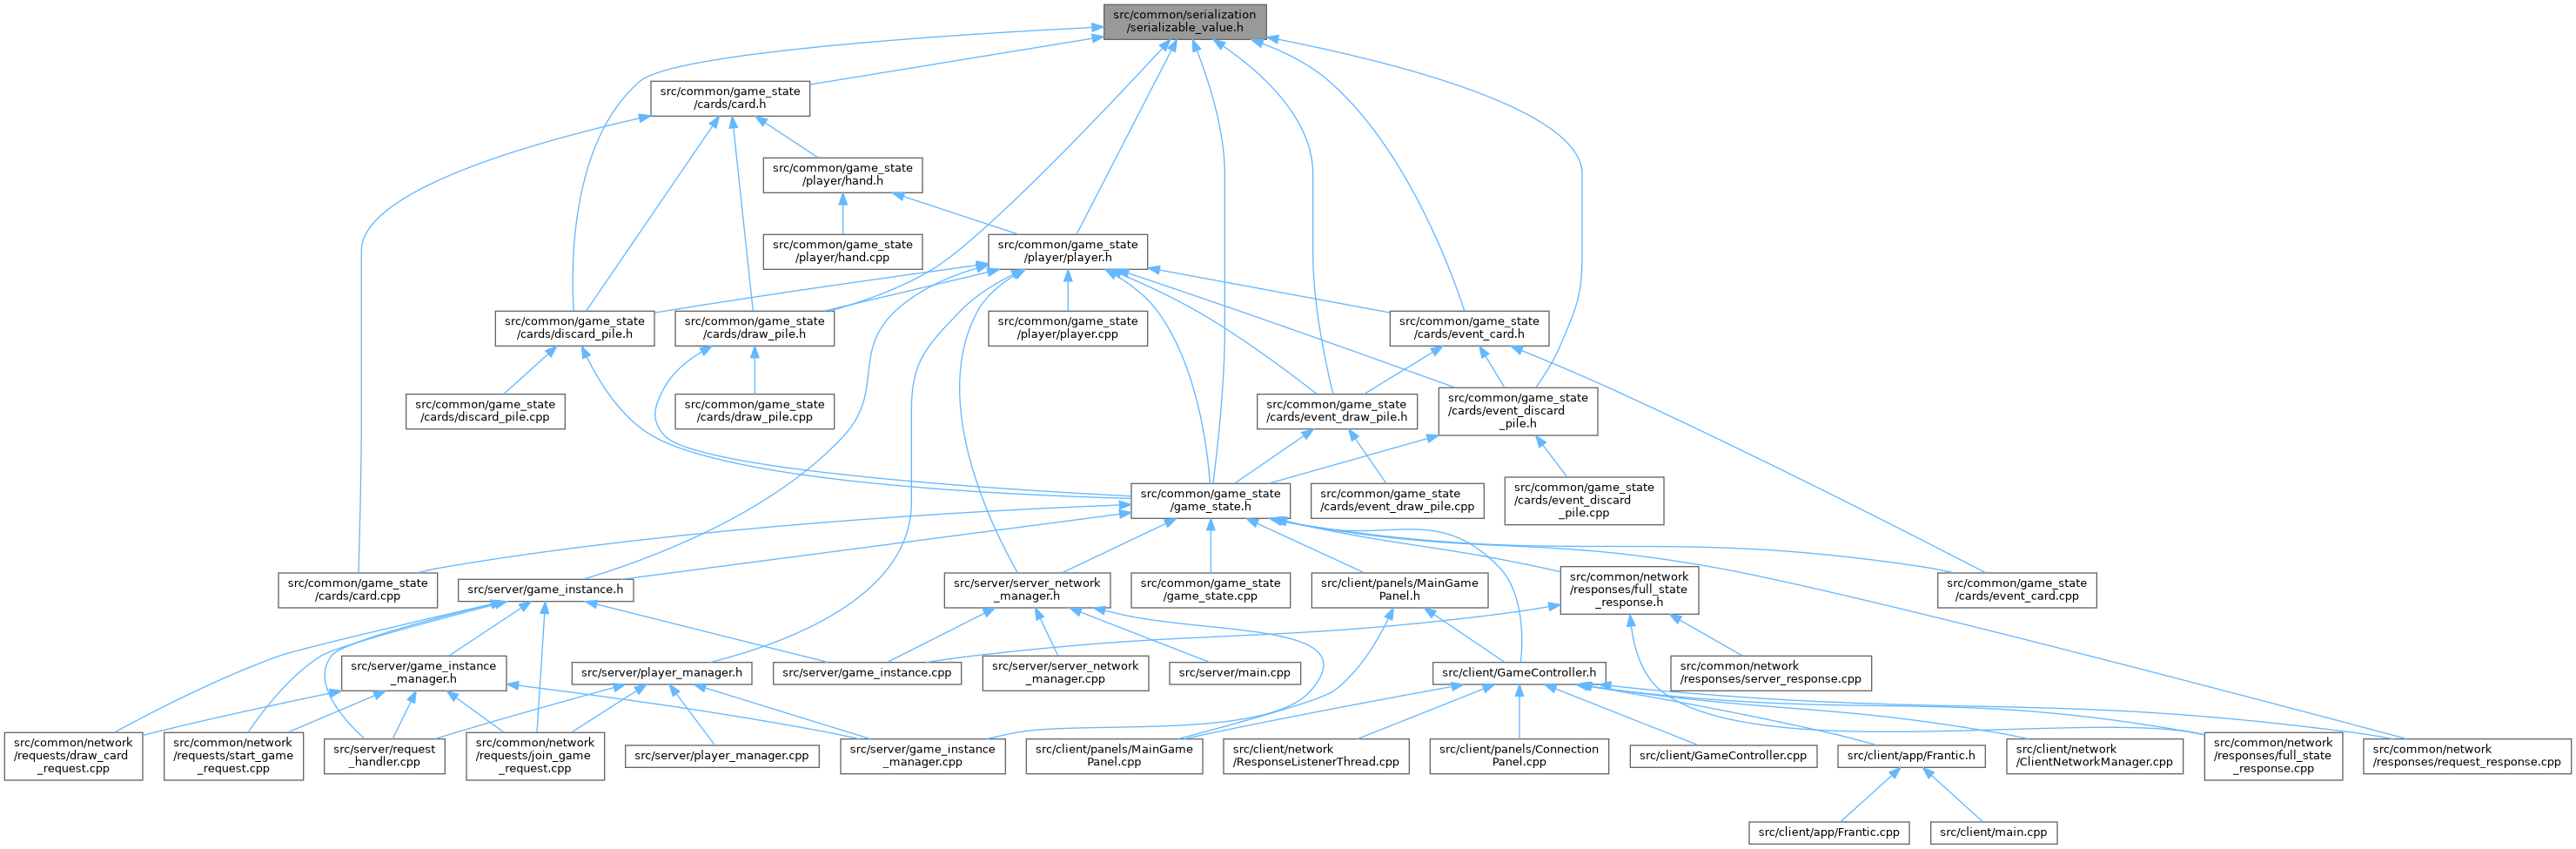 src/common/serialization
/serializable_value.h
src/common/game_state
/cards/card.h
src/common/game_state
/player/hand.h
src/common/game_state
/player/hand.cpp
src/common/game_state
/player/player.h
src/common/game_state
/cards/discard_pile.h
src/common/game_state
/cards/draw_pile.h
src/common/game_state
/player/player.cpp
src/common/game_state
/cards/event_card.h
src/common/game_state
/cards/discard_pile.cpp
src/common/game_state
/cards/draw_pile.cpp
src/common/game_state
/cards/event_draw_pile.h
src/common/game_state
/cards/event_discard
_pile.h
src/common/game_state
/game_state.h
src/common/game_state
/cards/event_draw_pile.cpp
src/common/game_state
/cards/event_discard
_pile.cpp
src/common/game_state
/cards/card.cpp
src/server/game_instance.h
src/server/server_network
_manager.h
src/common/game_state
/game_state.cpp
src/client/panels/MainGame
Panel.h
src/common/network
/responses/full_state
_response.h
src/common/game_state
/cards/event_card.cpp
src/server/game_instance
_manager.h
src/server/player_manager.h
src/server/game_instance.cpp
src/server/server_network
_manager.cpp
src/server/main.cpp
src/client/GameController.h
src/common/network
/responses/server_response.cpp
src/common/network
/requests/draw_card
_request.cpp
src/common/network
/requests/start_game
_request.cpp
src/server/request
_handler.cpp
src/common/network
/requests/join_game
_request.cpp
src/server/player_manager.cpp
src/server/game_instance
_manager.cpp
src/client/panels/MainGame
Panel.cpp
src/client/network
/ResponseListenerThread.cpp
src/client/panels/Connection
Panel.cpp
src/client/GameController.cpp
src/client/app/Frantic.h
src/client/network
/ClientNetworkManager.cpp
src/common/network
/responses/full_state
_response.cpp
src/common/network
/responses/request_response.cpp
src/client/app/Frantic.cpp
src/client/main.cpp